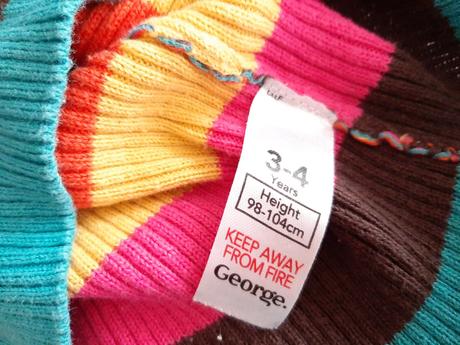 3-4
Years
Height
98-104cm
KEEP AWAY
FROM FIRE
George.